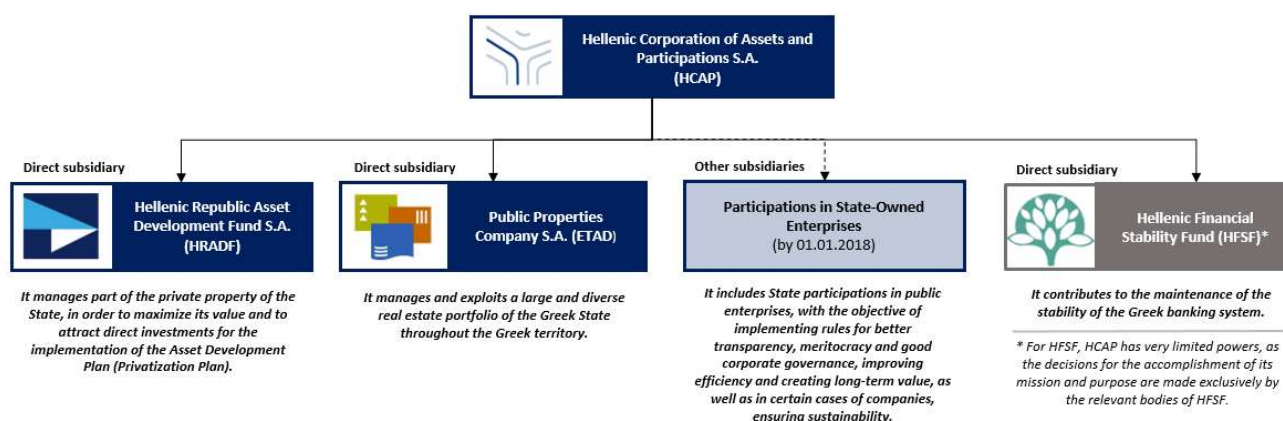 Hellenic Corporation of Assets and
Participations S.A.
(HCAP)
Direct subsidiary
Hellenic Republic Asset
Development Fund S.A.
(HRADF)
It manages part of the private property of the
State, in order to maximize its value and to
attract direct investments for the
implementation of the Asset Development
Plan (Privatization Plan).
Direct subsidiary
Public Properties
Company S.A. (ETAD)
It manages and exploits a large and diverse
real estate portfolio of the Greek State
throughout the Greek territory.
Other subsidiaries
Participations in State-Owned
Enterprises
(by 01.01.2018)
It includes State participations in public
enterprises, with the objective of
implementing rules for better
transparency, meritocracy and good
corporate governance, improving
efficiency and creating long-term value, as
well as in certain cases of companies,
ensuring sustainability.
Direct subsidiary
Hellenic Financial
Stability Fund (HFSF)*
It contributes to the maintenance of the
stability of the Greek banking system.
* For HFSF, HCAP has very limited powers, as
the decisions for the accomplishment of its
mission and purpose are made exclusively by
the relevant bodies of HFSF.